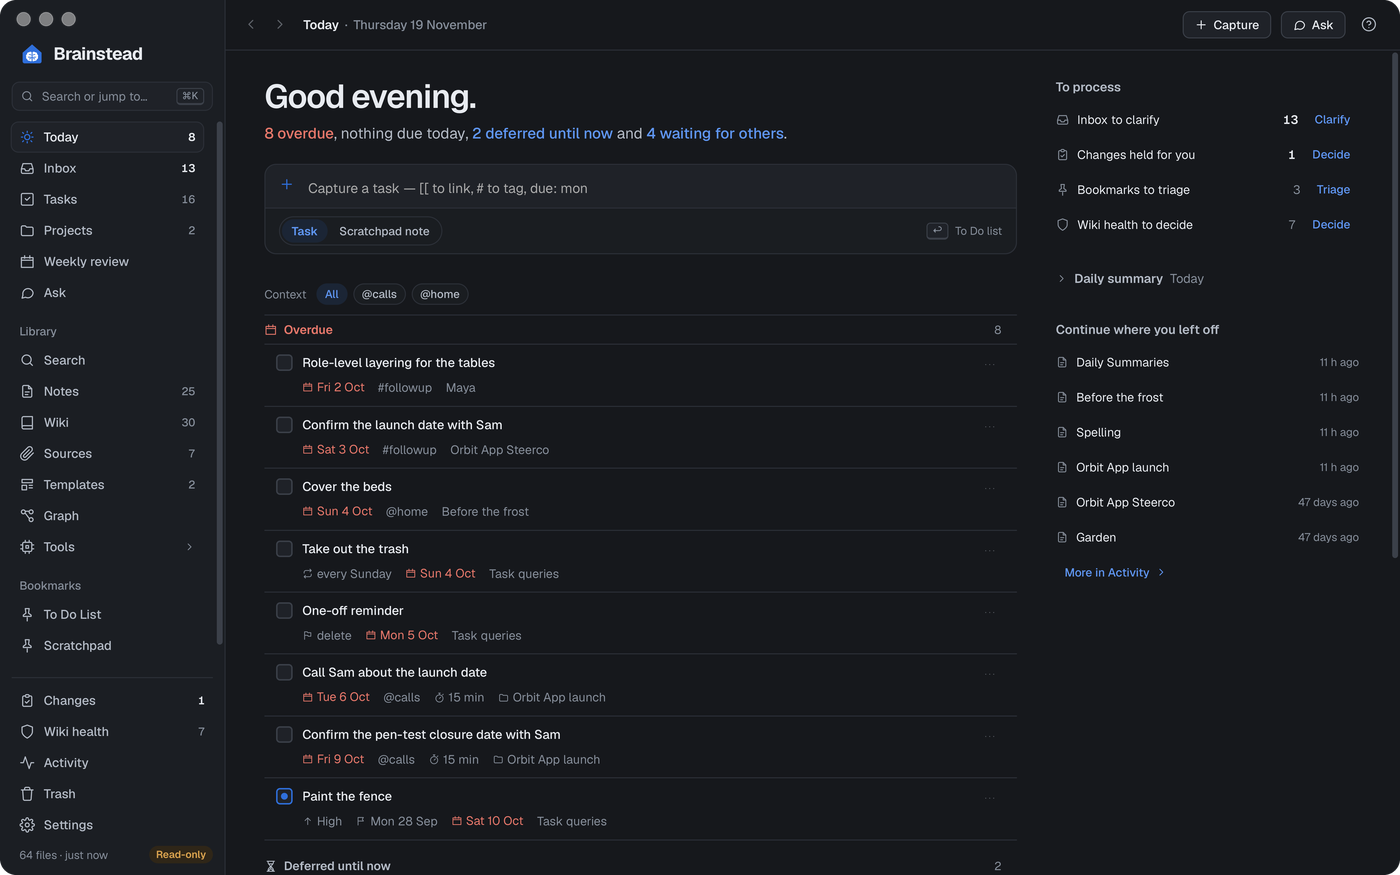 Brainstead
Search or jump to... ⌘K
Today 8
Inbox 13
Tasks 16
Projects 2
Weekly review
Ask
Library
Search
Notes 25
Wiki 30
Sources 7
Templates 2
Graph
Tools
Bookmarks
To Do List
Scratchpad
Changes 1
Wiki health 7
Activity
Trash
Settings
64 files · just now Read-only
Today · Thursday 19 November
Capture
Ask
Good evening.
8 overdue, nothing due today, 2 deferred until now and 4 waiting for others.
Capture a task — [[ to link, # to tag, due: mon
Task Scratchpad note To Do list
Context All @calls @home
Overdue 8
Role-level layering for the tables
Fri 2 Oct #followup Maya
Confirm the launch date with Sam
Sat 3 Oct #followup Orbit App Steerco
Cover the beds
Sun 4 Oct @home Before the frost
Take out the trash
every Sunday Sun 4 Oct Task queries
One-off reminder
delete Mon 5 Oct Task queries
Call Sam about the launch date
Tue 6 Oct @calls 15 min Orbit App launch
Confirm the pen-test closure date with Sam
Fri 9 Oct @calls 15 min Orbit App launch
Paint the fence
High Mon 28 Sep Sat 10 Oct Task queries
Deferred until now 2
To process
Inbox to clarify 13 Clarify
Changes held for you 1 Decide
Bookmarks to triage 3 Triage
Wiki health to decide 7 Decide
Daily summary Today
Continue where you left off
Daily Summaries 11 h ago
Before the frost 11 h ago
Spelling 11 h ago
Orbit App launch 11 h ago
Orbit App Steerco 47 days ago
Garden 47 days ago
More in Activity